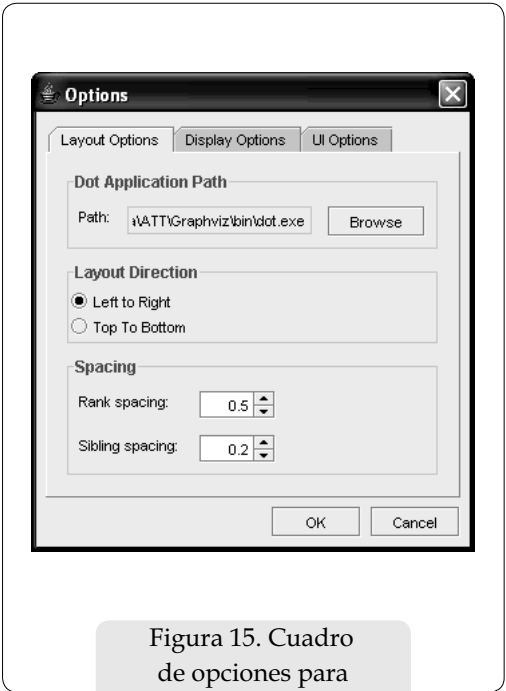 Options
Layout Options Display Options UI Options
Dot Application Path
Path: \ATT\Graphviz\bin\dot.exe Browse
Layout Direction
Left to Right
Top To Bottom
Spacing
Rank spacing: 0.5
Sibling spacing: 0.2
OK Cancel
Figura 15. Cuadro
de opciones para